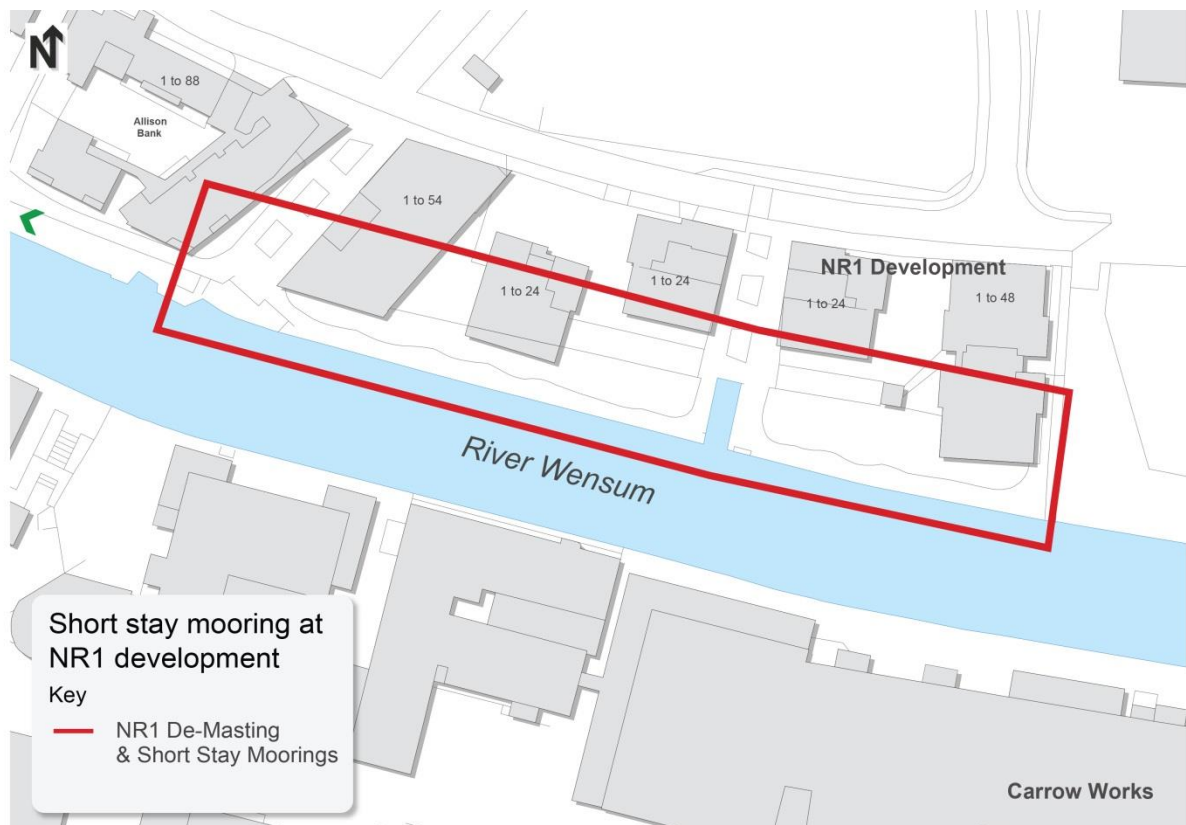 N
1 to 88
Allison
Bank
1 to 54
1 to 24
1 to 24
NR1 Development
1 to 24
1 to 48
River Wensum
Short stay mooring at
NR1 development
Key
NR1 De-Masting
& Short Stay Moorings
Carrow Works